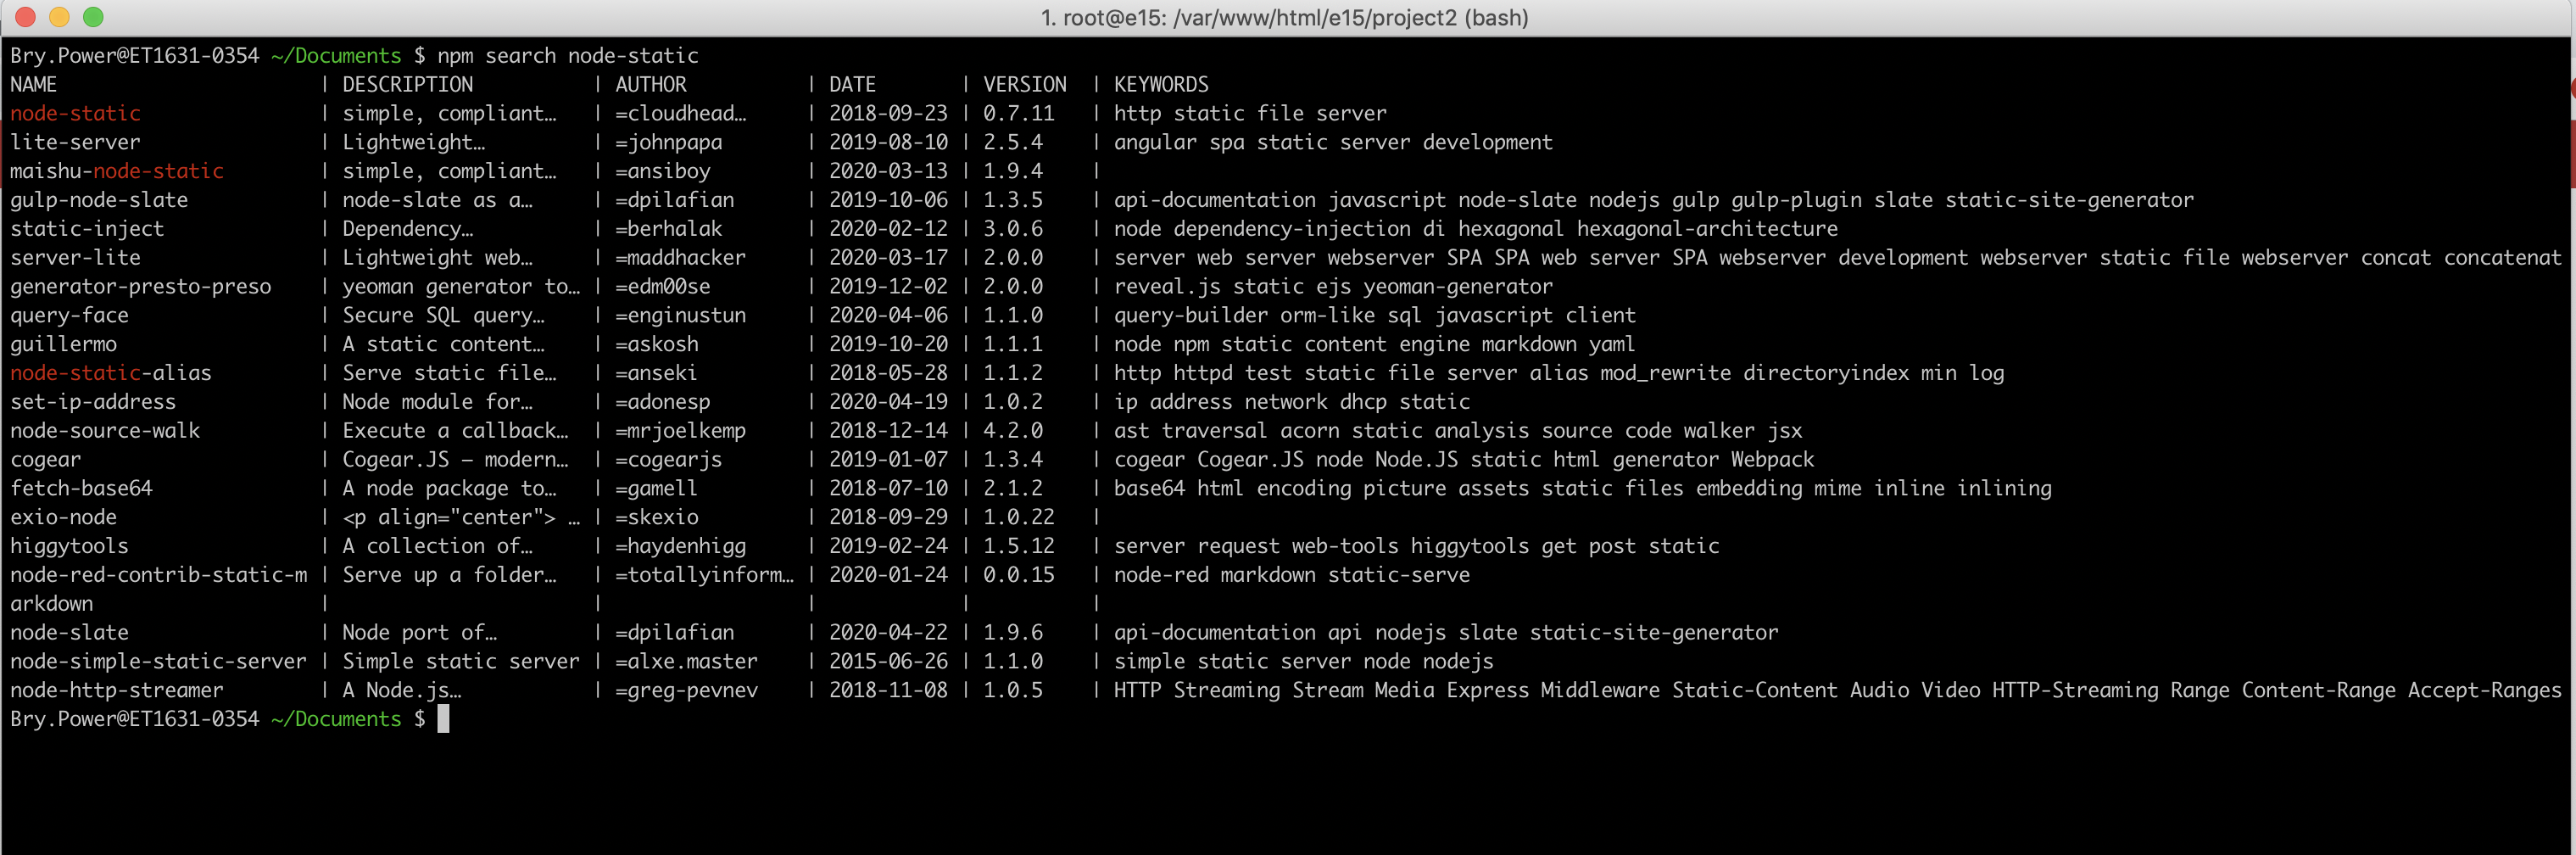 1. root@e15: /var/www/html/e15/project2 (bash)
Bry.Power@ET1631-0354 ~/Documents $ npm search node-static
NAME | DESCRIPTION | AUTHOR | DATE | VERSION | KEYWORDS
node-static | simple, compliant… | =cloudhead… | 2018-09-23 | 0.7.11 | http static file server
lite-server | Lightweight… | =johnpapa | 2019-08-10 | 2.5.4 | angular spa static server development
maishu-node-static | simple, compliant… | =ansiboy | 2020-03-13 | 1.9.4 |
gulp-node-slate | node-slate as a… | =dpilafian | 2019-10-06 | 1.3.5 | api-documentation javascript node-slate nodejs gulp gulp-plugin slate static-site-generator
static-inject | Dependency… | =berhalak | 2020-02-12 | 3.0.6 | node dependency-injection di hexagonal hexagonal-architecture
server-lite | Lightweight web… | =maddhacker | 2020-03-17 | 2.0.0 | server web server webserver SPA SPA web server SPA webserver development webserver static file webserver concat concatenat
generator-presto-preso | yeoman generator to… | =edm00se | 2019-12-02 | 2.0.0 | reveal.js static ejs yeoman-generator
query-face | Secure SQL query… | =enginustun | 2020-04-06 | 1.1.0 | query-builder orm-like sql javascript client
guillermo | A static content… | =askosh | 2019-10-20 | 1.1.1 | node npm static content engine markdown yaml
node-static-alias | Serve static file… | =anseki | 2018-05-28 | 1.1.2 | http httpd test static file server alias mod_rewrite directoryindex min log
set-ip-address | Node module for… | =adonesp | 2020-04-19 | 1.0.2 | ip address network dhcp static
node-source-walk | Execute a callback… | =mrjoelkemp | 2018-12-14 | 4.2.0 | ast traversal acorn static analysis source code walker jsx
cogear | Cogear.JS – modern… | =cogearjs | 2019-01-07 | 1.3.4 | cogear Cogear.JS node Node.JS static html generator Webpack
fetch-base64 | A node package to… | =gamell | 2018-07-10 | 2.1.2 | base64 html encoding picture assets static files embedding mime inline inlining
exio-node | <p align="center"> … | =skexio | 2018-09-29 | 1.0.22 |
higgytools | A collection of… | =haydenhigg | 2019-02-24 | 1.5.12 | server request web-tools higgytools get post static
node-red-contrib-static-m | Serve up a folder… | =totallyinform… | 2020-01-24 | 0.0.15 | node-red markdown static-serve
arkdown | | | | |
node-slate | Node port of… | =dpilafian | 2020-04-22 | 1.9.6 | api-documentation api nodejs slate static-site-generator
node-simple-static-server | Simple static server | =alxe.master | 2015-06-26 | 1.1.0 | simple static server node nodejs
node-http-streamer | A Node.js… | =greg-pevnev | 2018-11-08 | 1.0.5 | HTTP Streaming Stream Media Express Middleware Static-Content Audio Video HTTP-Streaming Range Content-Range Accept-Ranges
Bry.Power@ET1631-0354 ~/Documents $